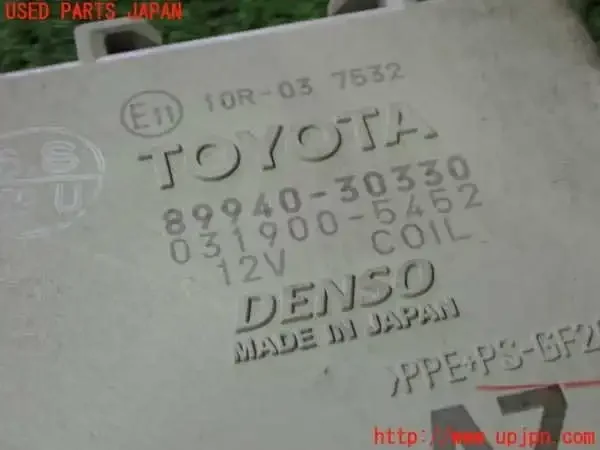 USED PARTS JAPAN
E11 10R-03 7532
TOYOTA
S S
U
89940-30330
031900-5452
12V COIL
DENSO
MADE IN JAPAN
>PPE+PS-GF2
A7
http://www.upjpn.com/